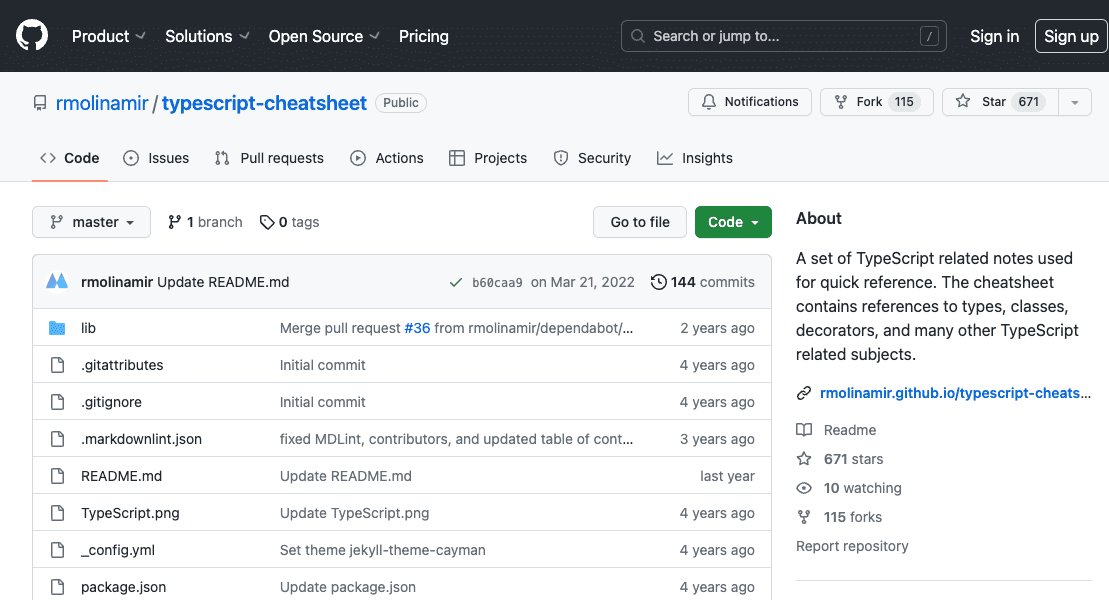 Product Solutions Open Source Pricing Search or jump to... / Sign in Sign up
rmolinamir / typescript-cheatsheet Public Notifications Fork 115 Star 671
Code Issues Pull requests Actions Projects Security Insights
master 1 branch 0 tags Go to file Code
rmolinamir Update README.md b60caa9 on Mar 21, 2022 144 commits
lib Merge pull request #36 from rmolinamir/dependabot/... 2 years ago
.gitattributes Initial commit 4 years ago
.gitignore Initial commit 4 years ago
.markdownlint.json fixed MDLint, contributors, and updated table of cont... 3 years ago
README.md Update README.md last year
TypeScript.png Update TypeScript.png 4 years ago
_config.yml Set theme jekyll-theme-cayman 4 years ago
package.json Update package.json 4 years ago
About
A set of TypeScript related notes used
for quick reference. The cheatsheet
contains references to types, classes,
decorators, and many other TypeScript
related subjects.
rmolinamir.github.io/typescript-cheats...
Readme
671 stars
10 watching
115 forks
Report repository